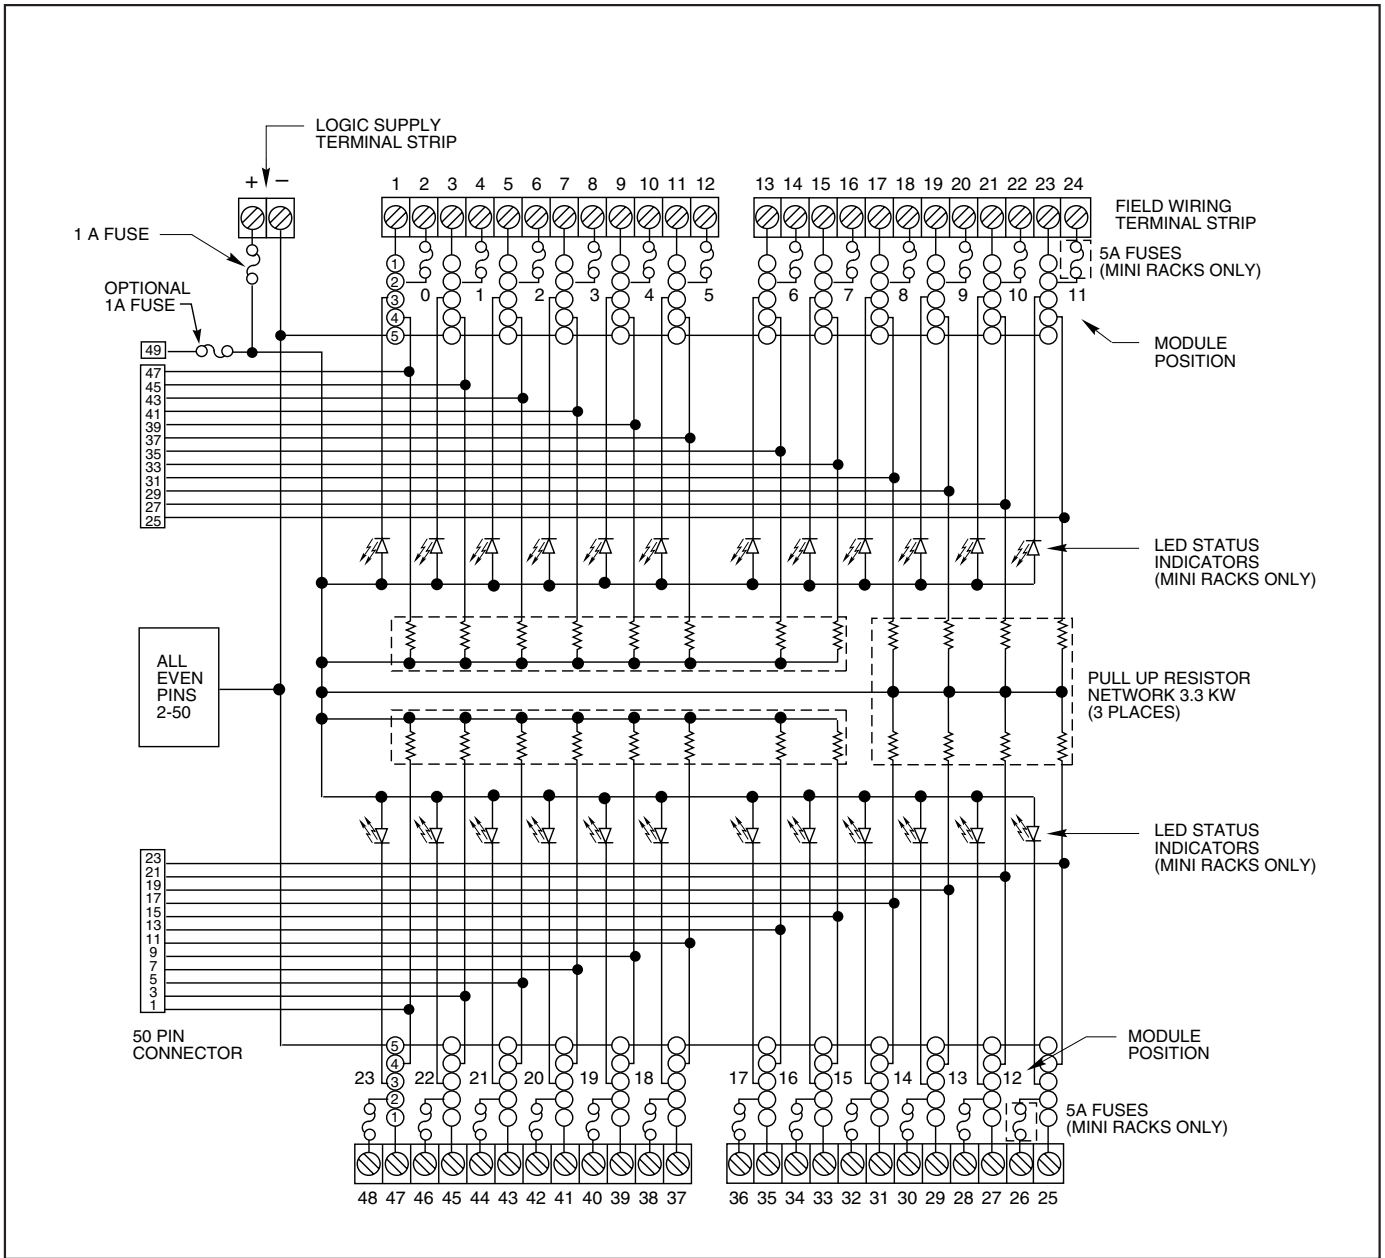 LOGIC SUPPLY
TERMINAL STRIP
+ −
1 2 3 4 5 6 7 8 9 10 11 12
13 14 15 16 17 18 19 20 21 22 23 24
FIELD WIRING
TERMINAL STRIP
1 A FUSE
5A FUSES
(MINI RACKS ONLY)
OPTIONAL
1A FUSE
1
2
3
4
5
0 1 2 3 4 5
6 7 8 9 10 11
MODULE
POSITION
49
47
45
43
41
39
37
35
33
31
29
27
25
LED STATUS
INDICATORS
(MINI RACKS ONLY)
ALL
EVEN
PINS
2-50
PULL UP RESISTOR
NETWORK 3.3 KW
(3 PLACES)
LED STATUS
INDICATORS
(MINI RACKS ONLY)
23
21
19
17
15
13
11
9
7
5
3
1
50 PIN
CONNECTOR
MODULE
POSITION
5
4
3
2
1
23 22 21 20 19 18
17 16 15 14 13 12
5A FUSES
(MINI RACKS ONLY)
48 47 46 45 44 43 42 41 40 39 38 37
36 35 34 33 32 31 30 29 28 27 26 25